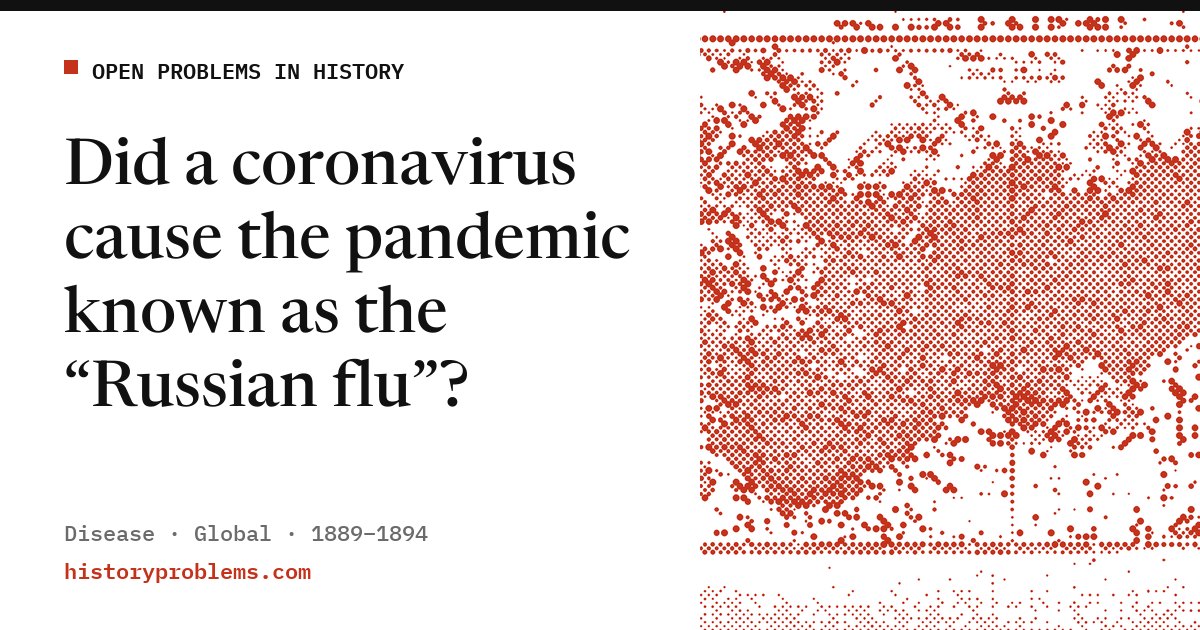 OPEN PROBLEMS IN HISTORY
Did a coronavirus
cause the pandemic
known as the
“Russian flu”?
Disease · Global · 1889–1894
historyproblems.com